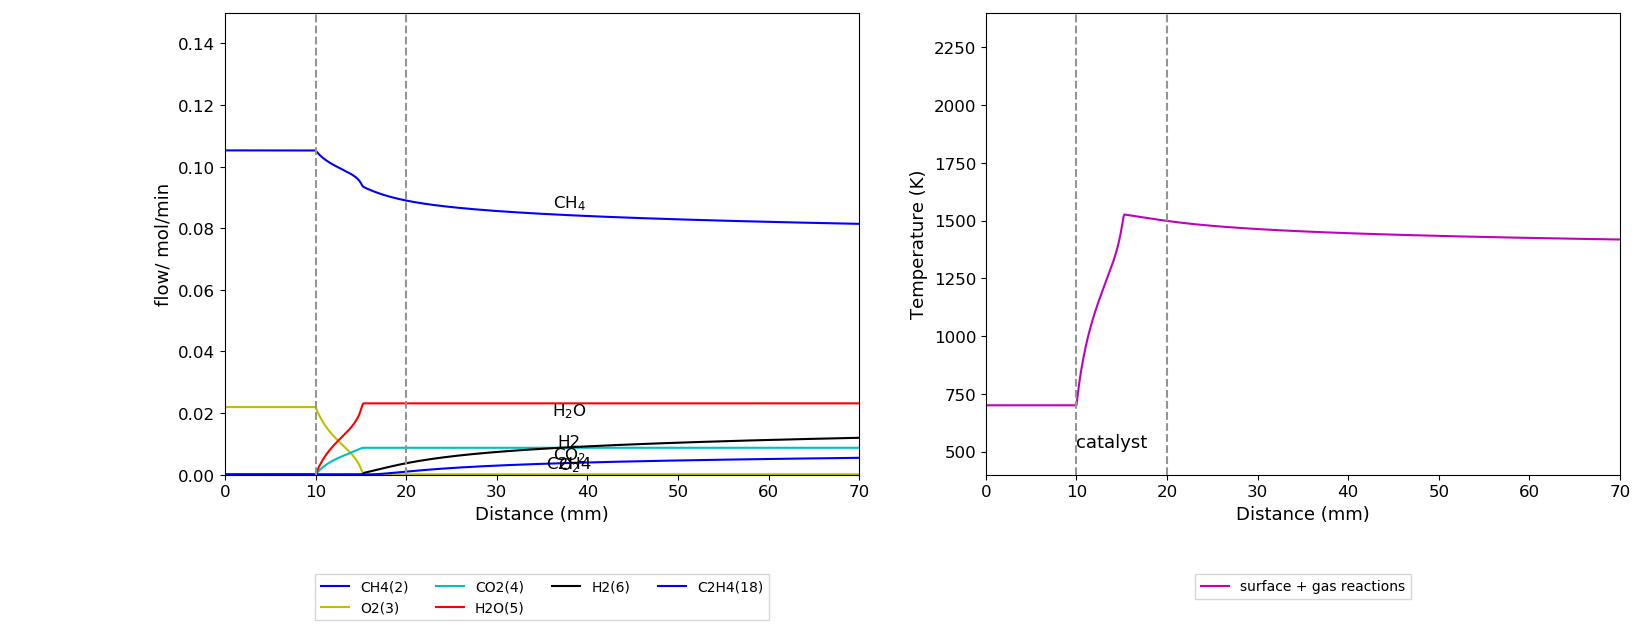 0.14
0.12
0.10
0.08
0.06
0.04
0.02
0.00
flow/ mol/min
CH₄
H₂O
H2
CO₂
C2H4
O₂
0 10 20 30 40 50 60 70
Distance (mm)
CH4(2) CO2(4) H2(6) C2H4(18)
O2(3) H2O(5)
2250
2000
1750
1500
1250
1000
750
500
Temperature (K)
catalyst
0 10 20 30 40 50 60 70
Distance (mm)
surface + gas reactions